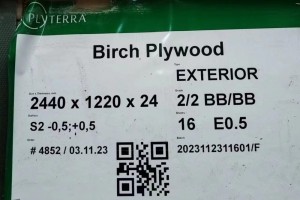 PLYTERRA
Birch Plywood
EXTERIOR
2440 x 1220 x 24 2/2 BB/BB
S2 -0,5;+0,5 16 E0.5
# 4852 / 03.11.23 2023112311601/F